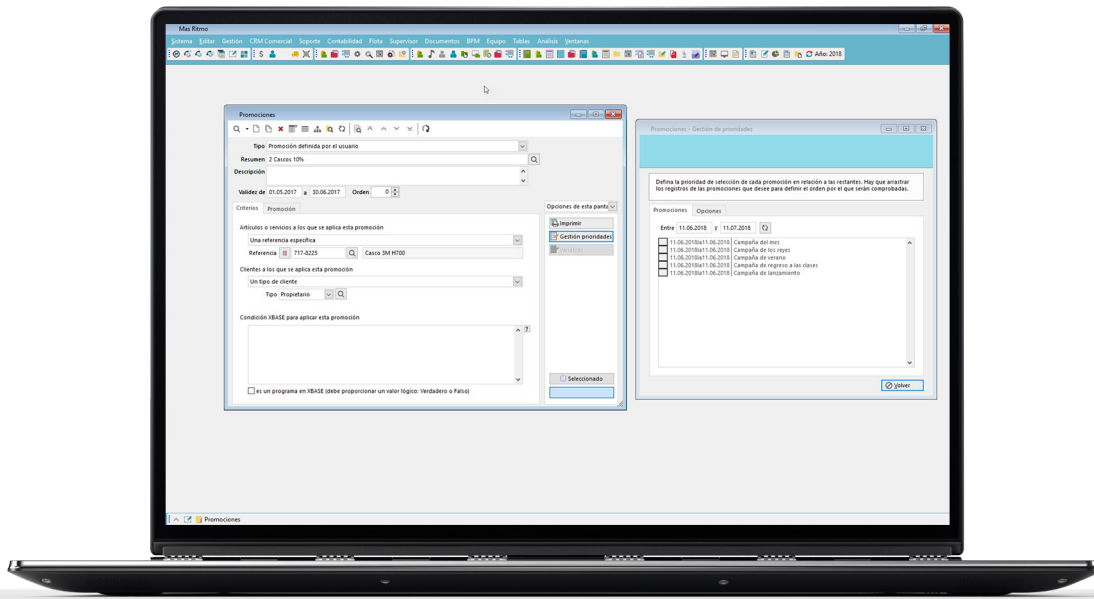 Mas Ritmo
Sistema Editar Gestión CRM Comercial Soporte Contabilidad Flota Supervisor Documentos BPM Equipo Tables Análisis Ventanas
Año: 2018
Promociones
Tipo Promoción definida por el usuario
Resumen 2 Cascos 10%
Descripción
Validez de 01.05.2017 a 30.06.2017 Orden 0
Criterios Promoción
Artículos o servicios a los que se aplica esta promoción
Una referencia específica
Referencia 717-8225 Casco 3M H700
Clientes a los que se aplica esta promoción
Un tipo de cliente
Tipo Propietario
Condición XBASE para aplicar esta promoción
?
es un programa en XBASE (debe proporcionar un valor lógico: Verdadero o Falso)
Opciones de esta panta
Imprimir
Gestión prioridades
Seleccionado
Promociones - Gestión de prioridades
Defina la prioridad de selección de cada promoción en relación a las restantes. Hay que arrastrar
los registros de las promociones que desee para definir el orden por el que serán comprobadas.
Promociones Opciones
Entre 11.06.2018 y 11.07.2018
11.06.2018la11.06.2018 Campaña del mes
11.06.2018la11.06.2018 Campaña de los reyes
11.06.2018la11.06.2018 Campaña de verano
11.06.2018la11.06.2018 Campaña de regreso a las clases
11.06.2018la11.06.2018 Campaña de lanzamiento
Volver
Promociones